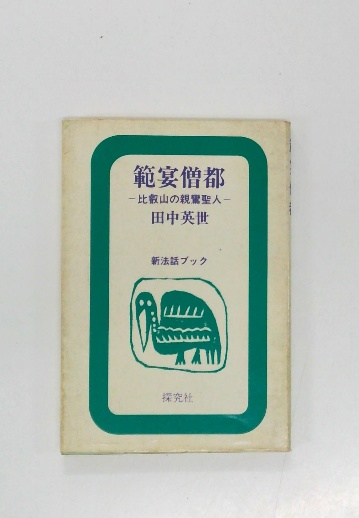 範宴僧都
-比叡山の親鸞聖人-
田中英世
新法話ブック
探究社